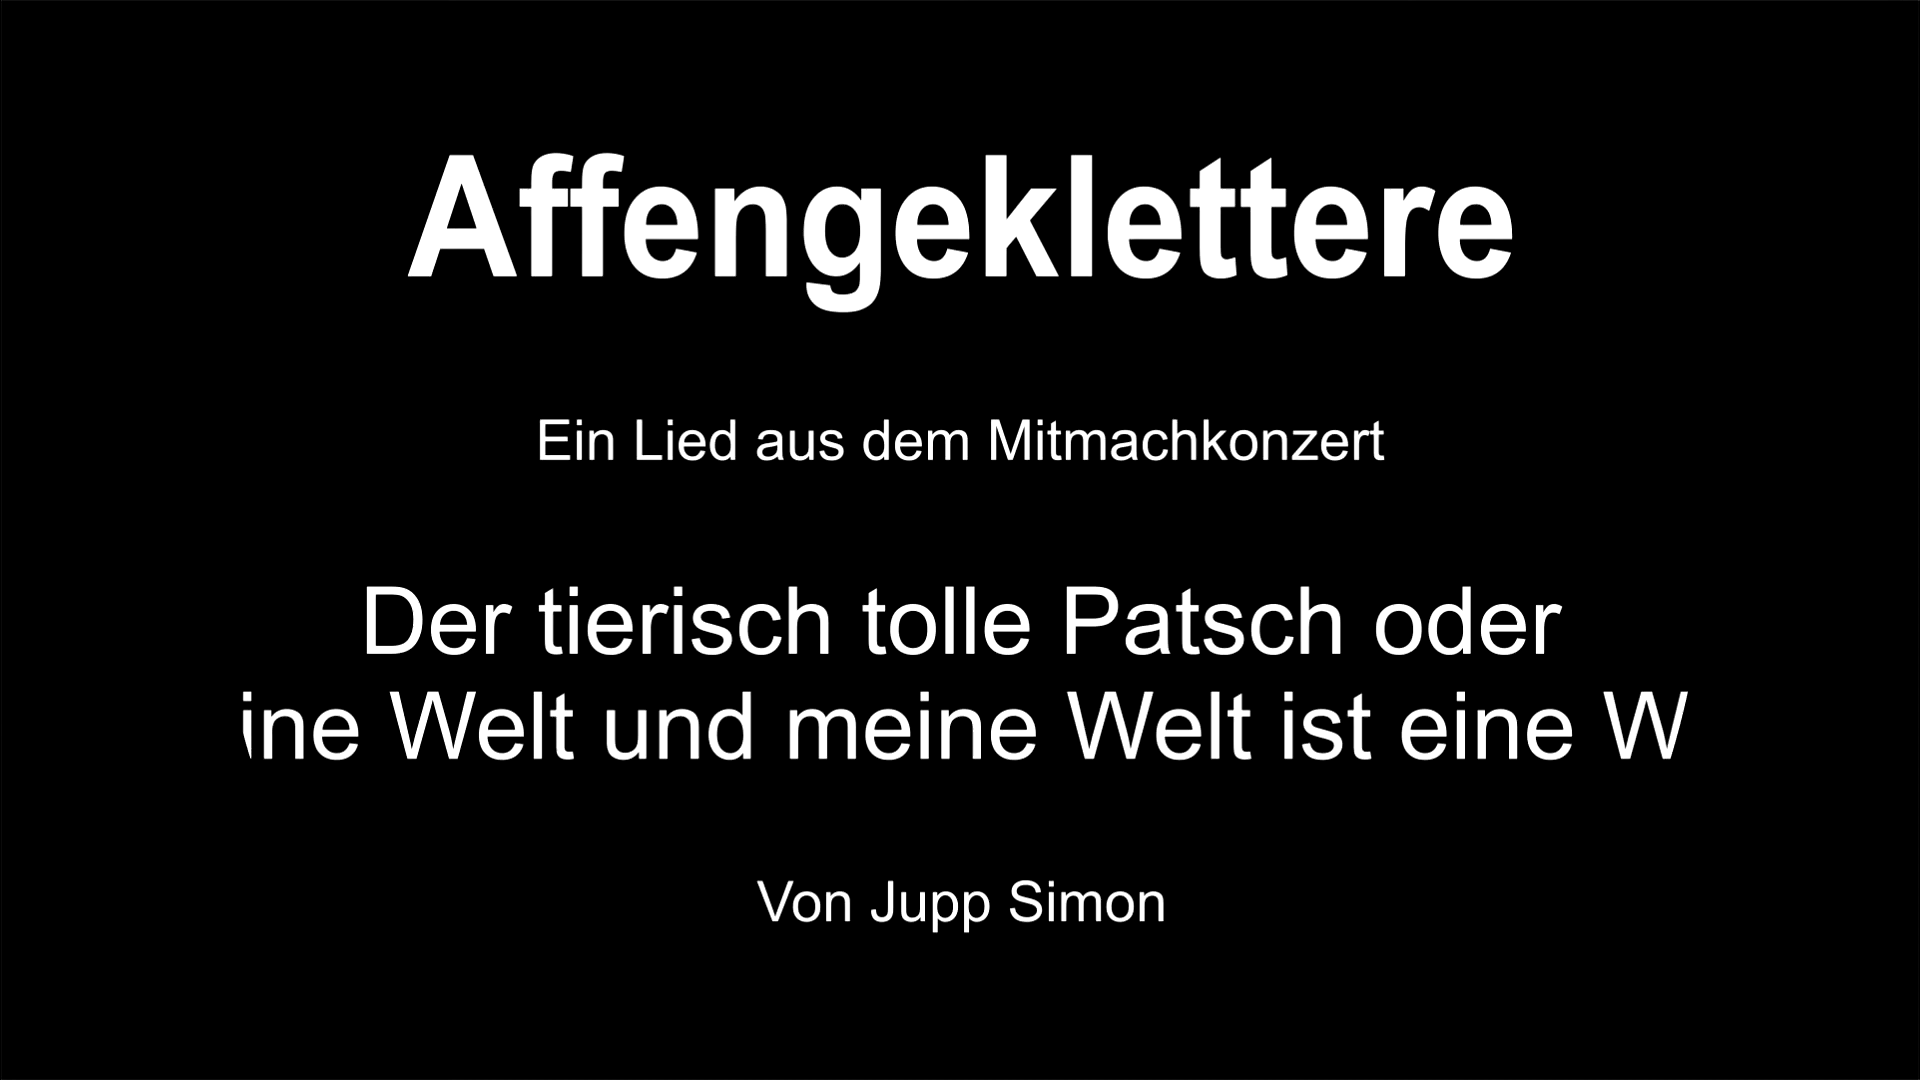 Affengeklettere
Ein Lied aus dem Mitmachkonzert
Der tierisch tolle Patsch oder
ine Welt und meine Welt ist eine W
Von Jupp Simon